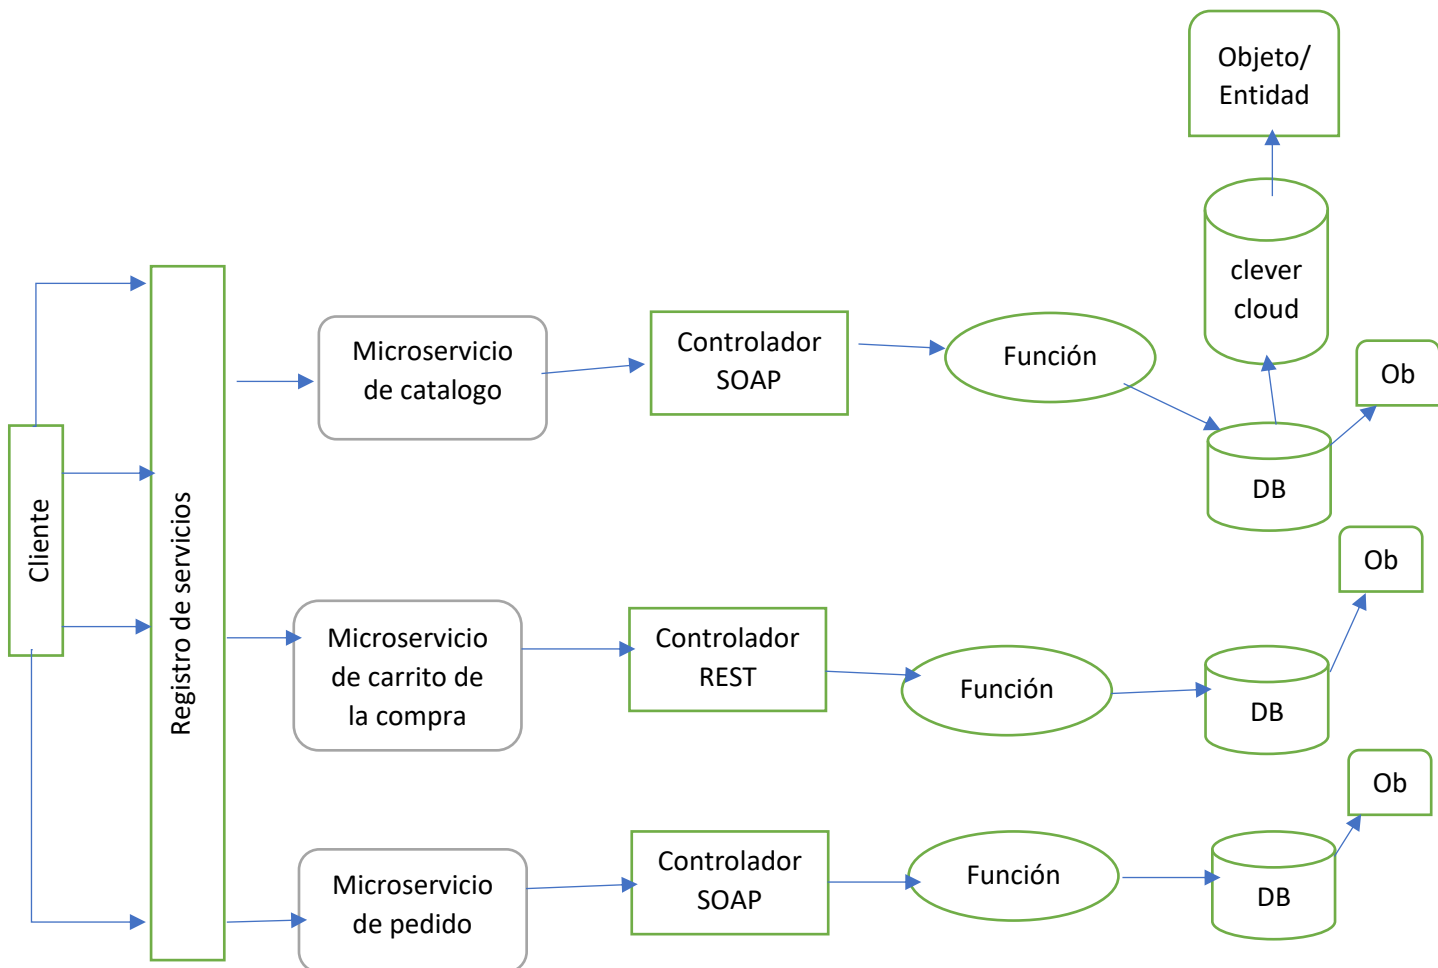 Objeto/
Entidad
clever
cloud
Microservicio
de catalogo
Controlador
SOAP
Función
Ob
DB
Cliente
Registro de servicios
Ob
Microservicio
de carrito de
la compra
Controlador
REST
Función
DB
Ob
Microservicio
de pedido
Controlador
SOAP
Función
DB